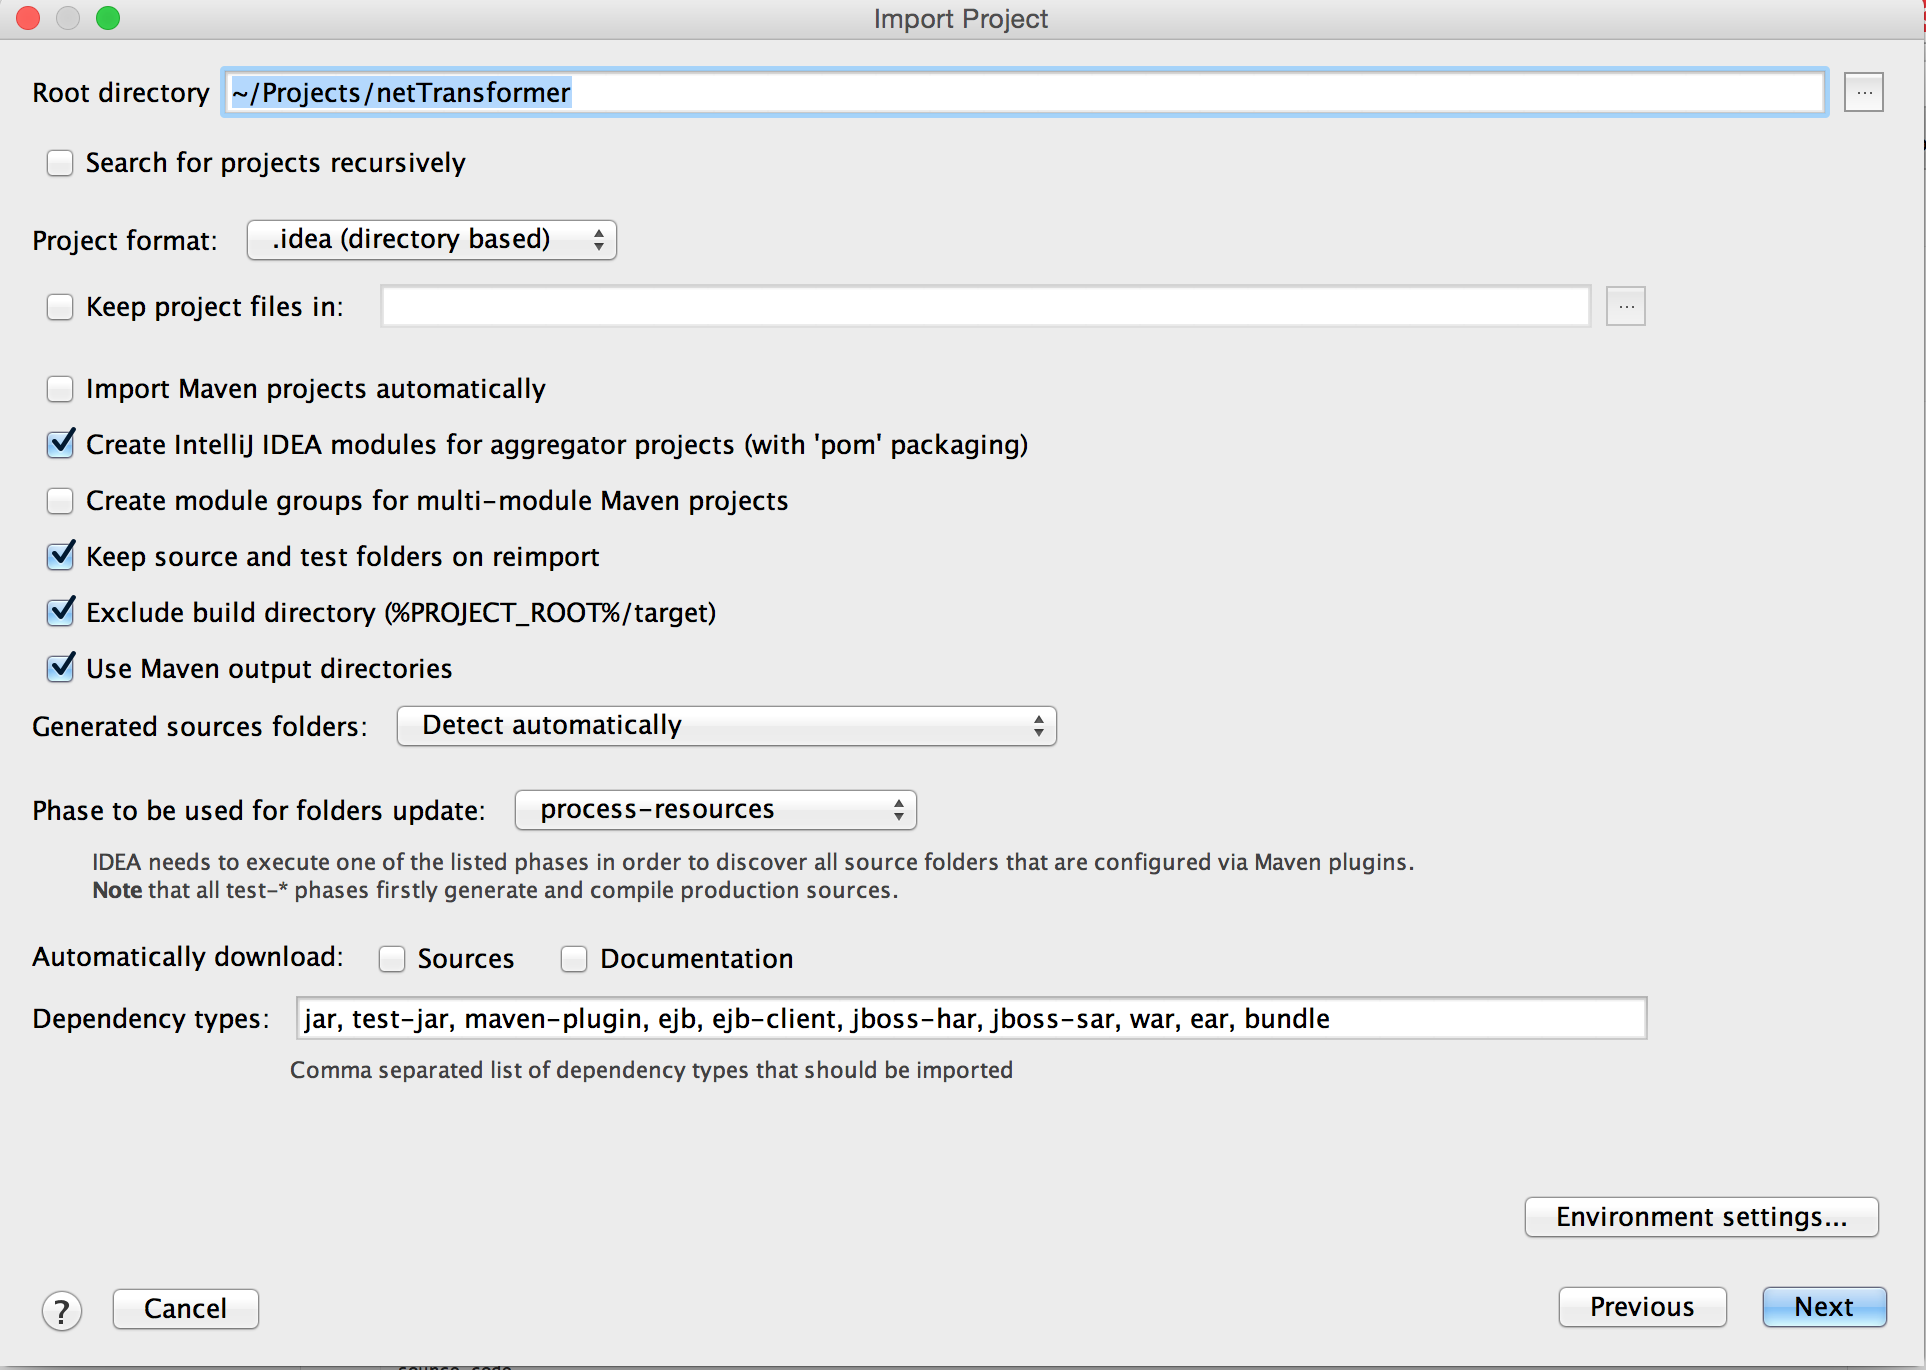 Import Project
Root directory ~/Projects/netTransformer ...
Search for projects recursively
Project format: .idea (directory based)
Keep project files in: ...
Import Maven projects automatically
Create IntelliJ IDEA modules for aggregator projects (with 'pom' packaging)
Create module groups for multi-module Maven projects
Keep source and test folders on reimport
Exclude build directory (%PROJECT_ROOT%/target)
Use Maven output directories
Generated sources folders: Detect automatically
Phase to be used for folders update: process-resources
IDEA needs to execute one of the listed phases in order to discover all source folders that are configured via Maven plugins.
Note that all test-* phases firstly generate and compile production sources.
Automatically download: Sources Documentation
Dependency types: jar, test-jar, maven-plugin, ejb, ejb-client, jboss-har, jboss-sar, war, ear, bundle
Comma separated list of dependency types that should be imported
Environment settings...
? Cancel Previous Next